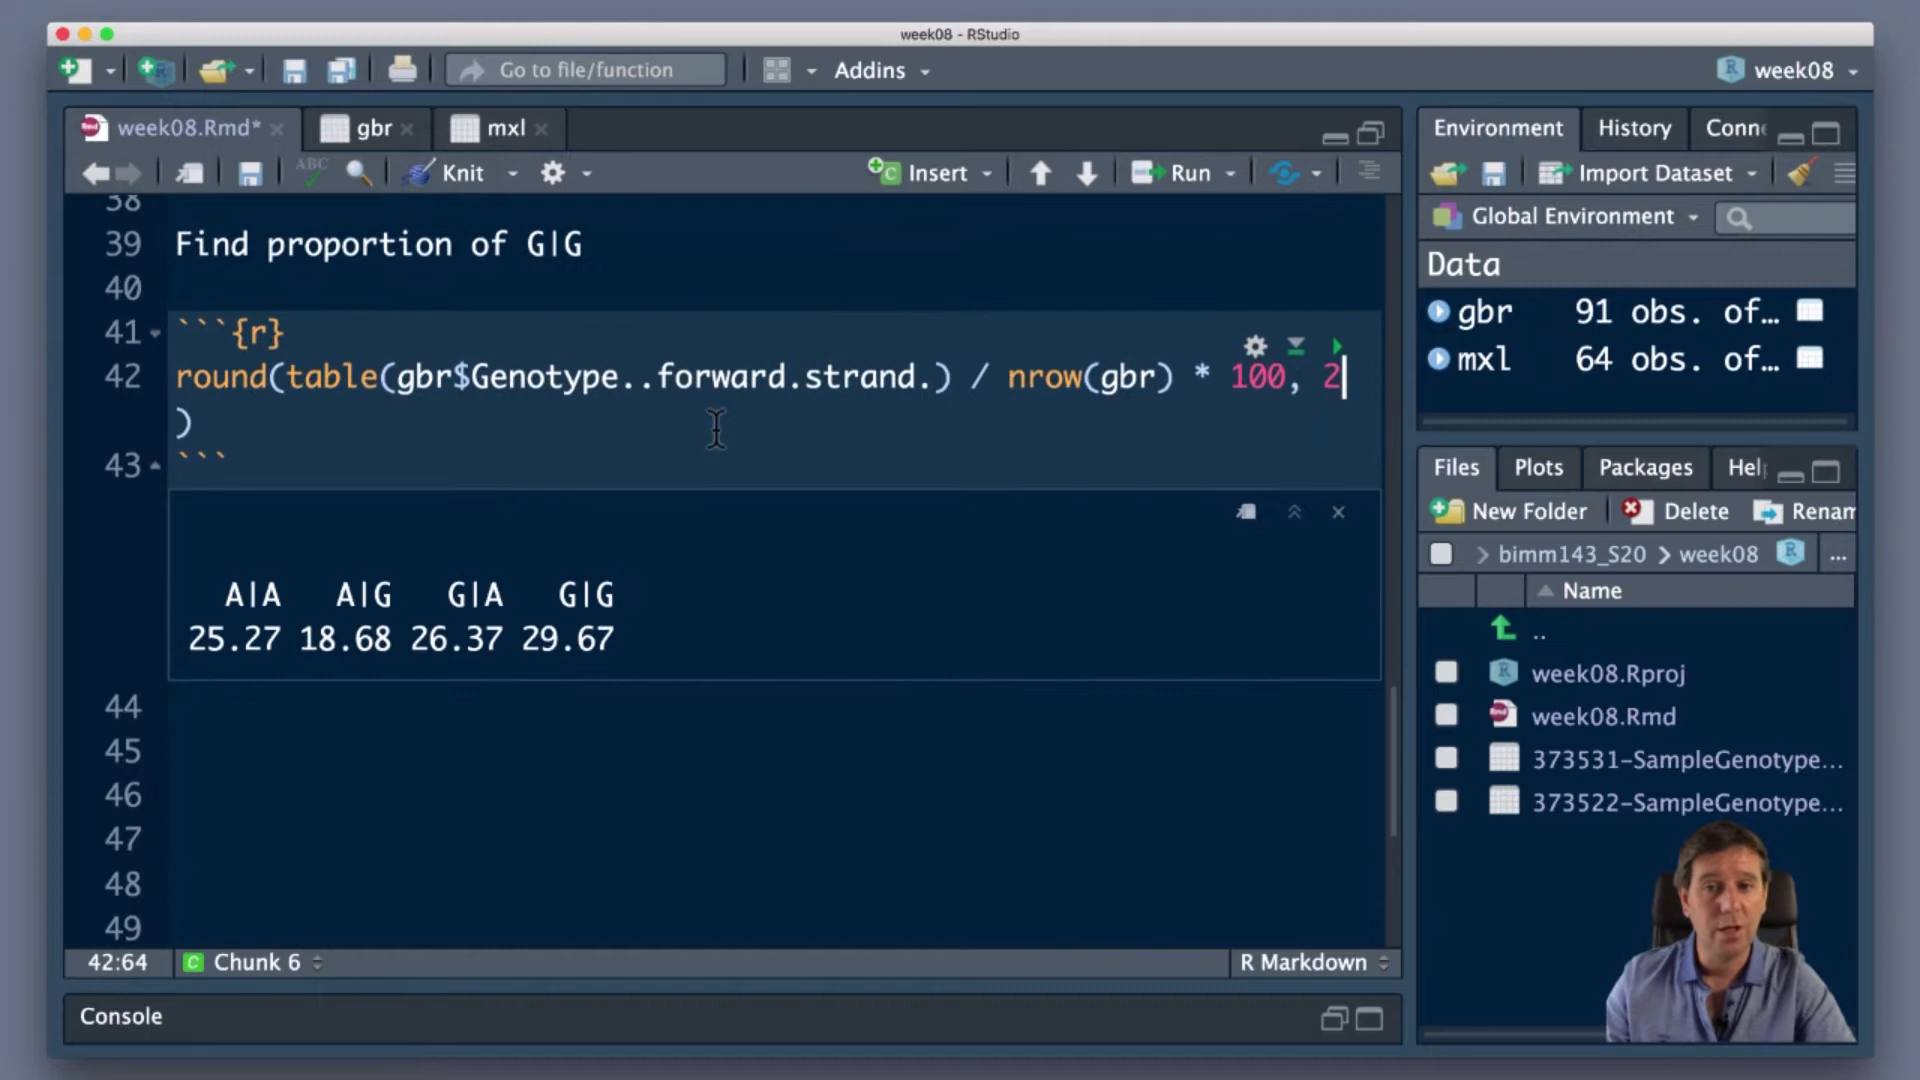 week08 - RStudio
Go to file/function
Addins
week08
week08.Rmd*
gbr
mxl
ABC
Knit
Insert
Run
38
39 Find proportion of G|G
40
41 ```{r}
42 round(table(gbr$Genotype..forward.strand.) / nrow(gbr) * 100, 2
)
43 ```
A|A A|G G|A G|G
25.27 18.68 26.37 29.67
44
45
46
47
48
49
42:64 Chunk 6
R Markdown
Console
Environment History Conn
Import Dataset
Global Environment
Data
gbr 91 obs. of…
mxl 64 obs. of…
Files Plots Packages Hel
New Folder Delete Renam
bimm143_S20 > week08 ...
Name
..
week08.Rproj
week08.Rmd
373531-SampleGenotype...
373522-SampleGenotype...